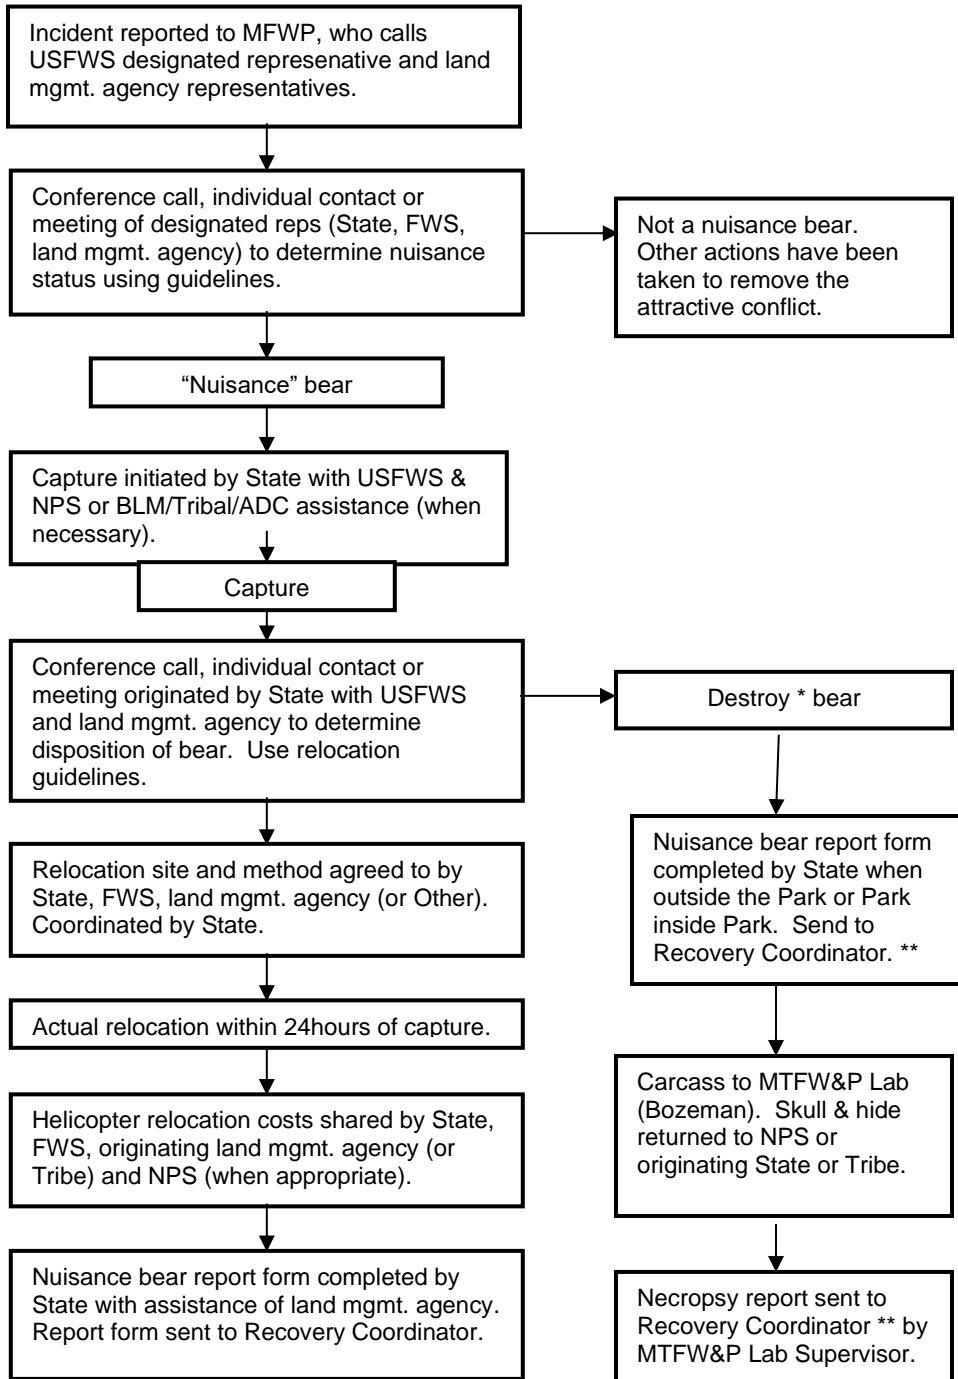 Incident reported to MFWP, who calls
USFWS designated represenative and land
mgmt. agency representatives.
Conference call, individual contact or
meeting of designated reps (State, FWS,
land mgmt. agency) to determine nuisance
status using guidelines.
Not a nuisance bear.
Other actions have been
taken to remove the
attractive conflict.
“Nuisance” bear
Capture initiated by State with USFWS &
NPS or BLM/Tribal/ADC assistance (when
necessary).
Capture
Conference call, individual contact or
meeting originated by State with USFWS
and land mgmt. agency to determine
disposition of bear.  Use relocation
guidelines.
Destroy * bear
Relocation site and method agreed to by
State, FWS, land mgmt. agency (or Other).
Coordinated by State.
Nuisance bear report form
completed by State when
outside the Park or Park
inside Park.  Send to
Recovery Coordinator. **
Actual relocation within 24hours of capture.
Helicopter relocation costs shared by State,
FWS, originating land mgmt. agency (or
Tribe) and NPS (when appropriate).
Carcass to MTFW&P Lab
(Bozeman).  Skull & hide
returned to NPS or
originating State or Tribe.
Nuisance bear report form completed by
State with assistance of land mgmt. agency.
Report form sent to Recovery Coordinator.
Necropsy report sent to
Recovery Coordinator ** by
MTFW&P Lab Supervisor.